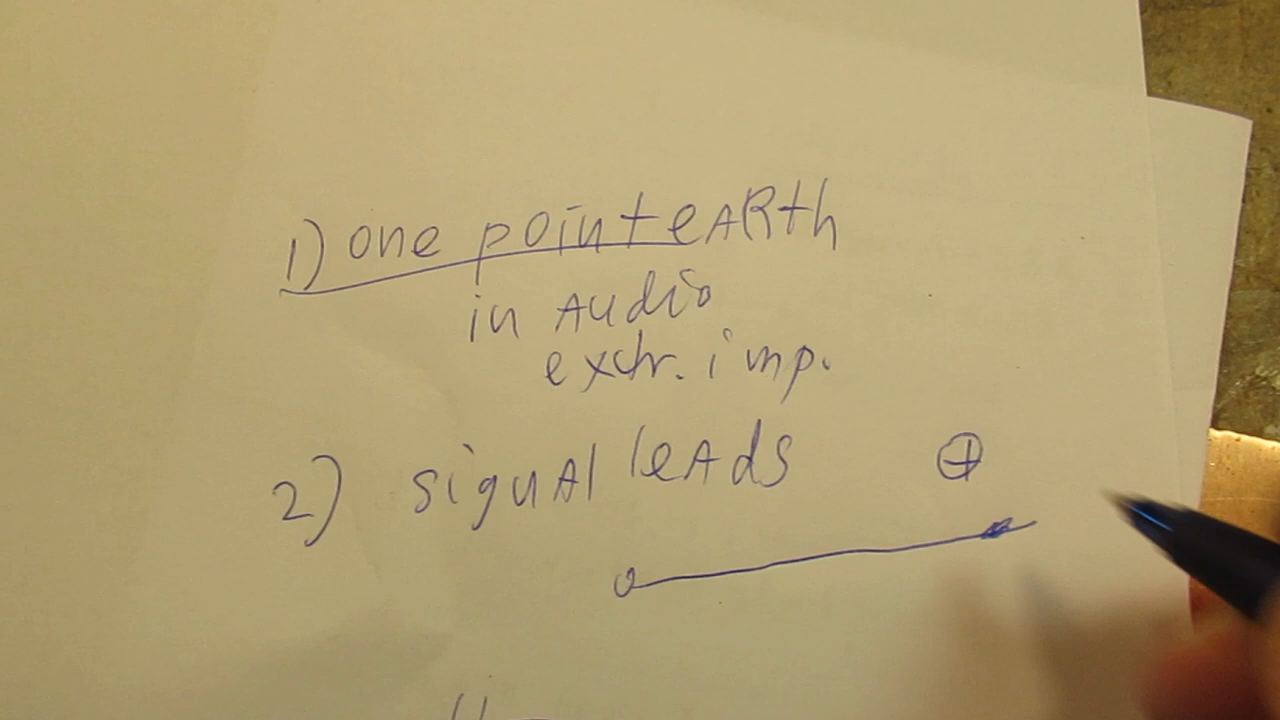 1) one point eARth
in Audio
extr. imp.
2) signAl leAds